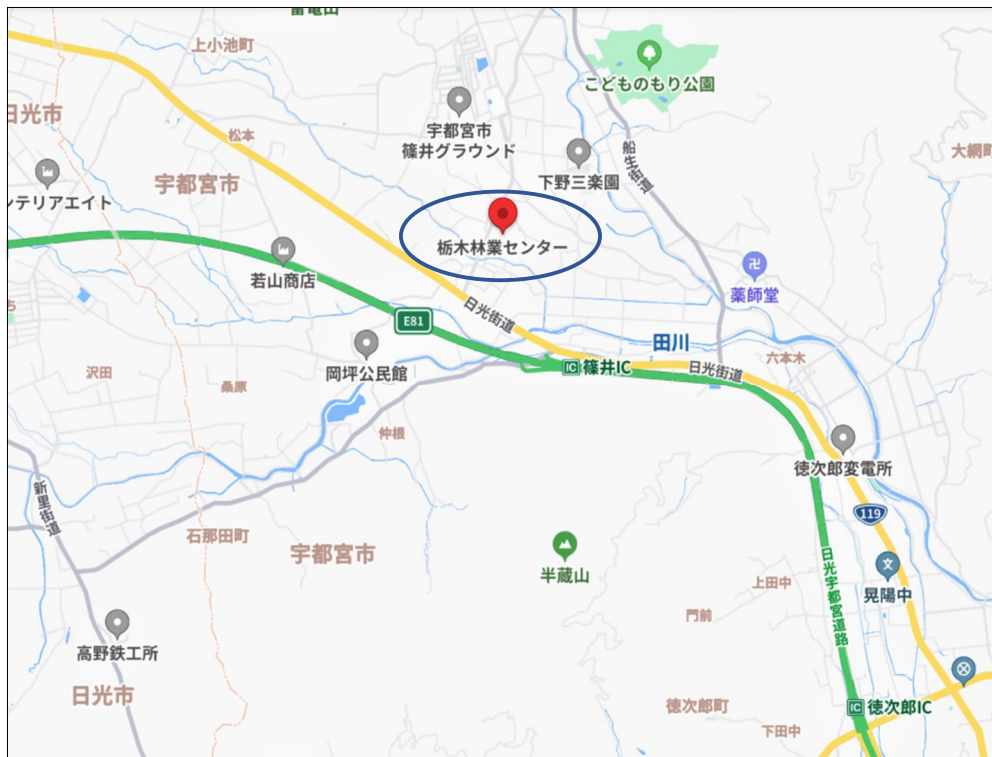 上小池町
こどものもり公園
日光市
松本
宇都宮市
篠井グラウンド
船生街道
大網町
宇都宮市
下野三楽園
ンテリアエイト
栃木林業センター
若山商店
薬師堂
日光街道
E81
田川
岡坪公民館
IC 篠井IC
日光街道
六本木
沢田
桑原
仲根
徳次郎変電所
新里街道
119
石那田町
宇都宮市
半蔵山
日光宇都宮道路
上田中
晃陽中
門前
高野鉄工所
日光市
徳次郎町
IC 徳次郎IC
下田中